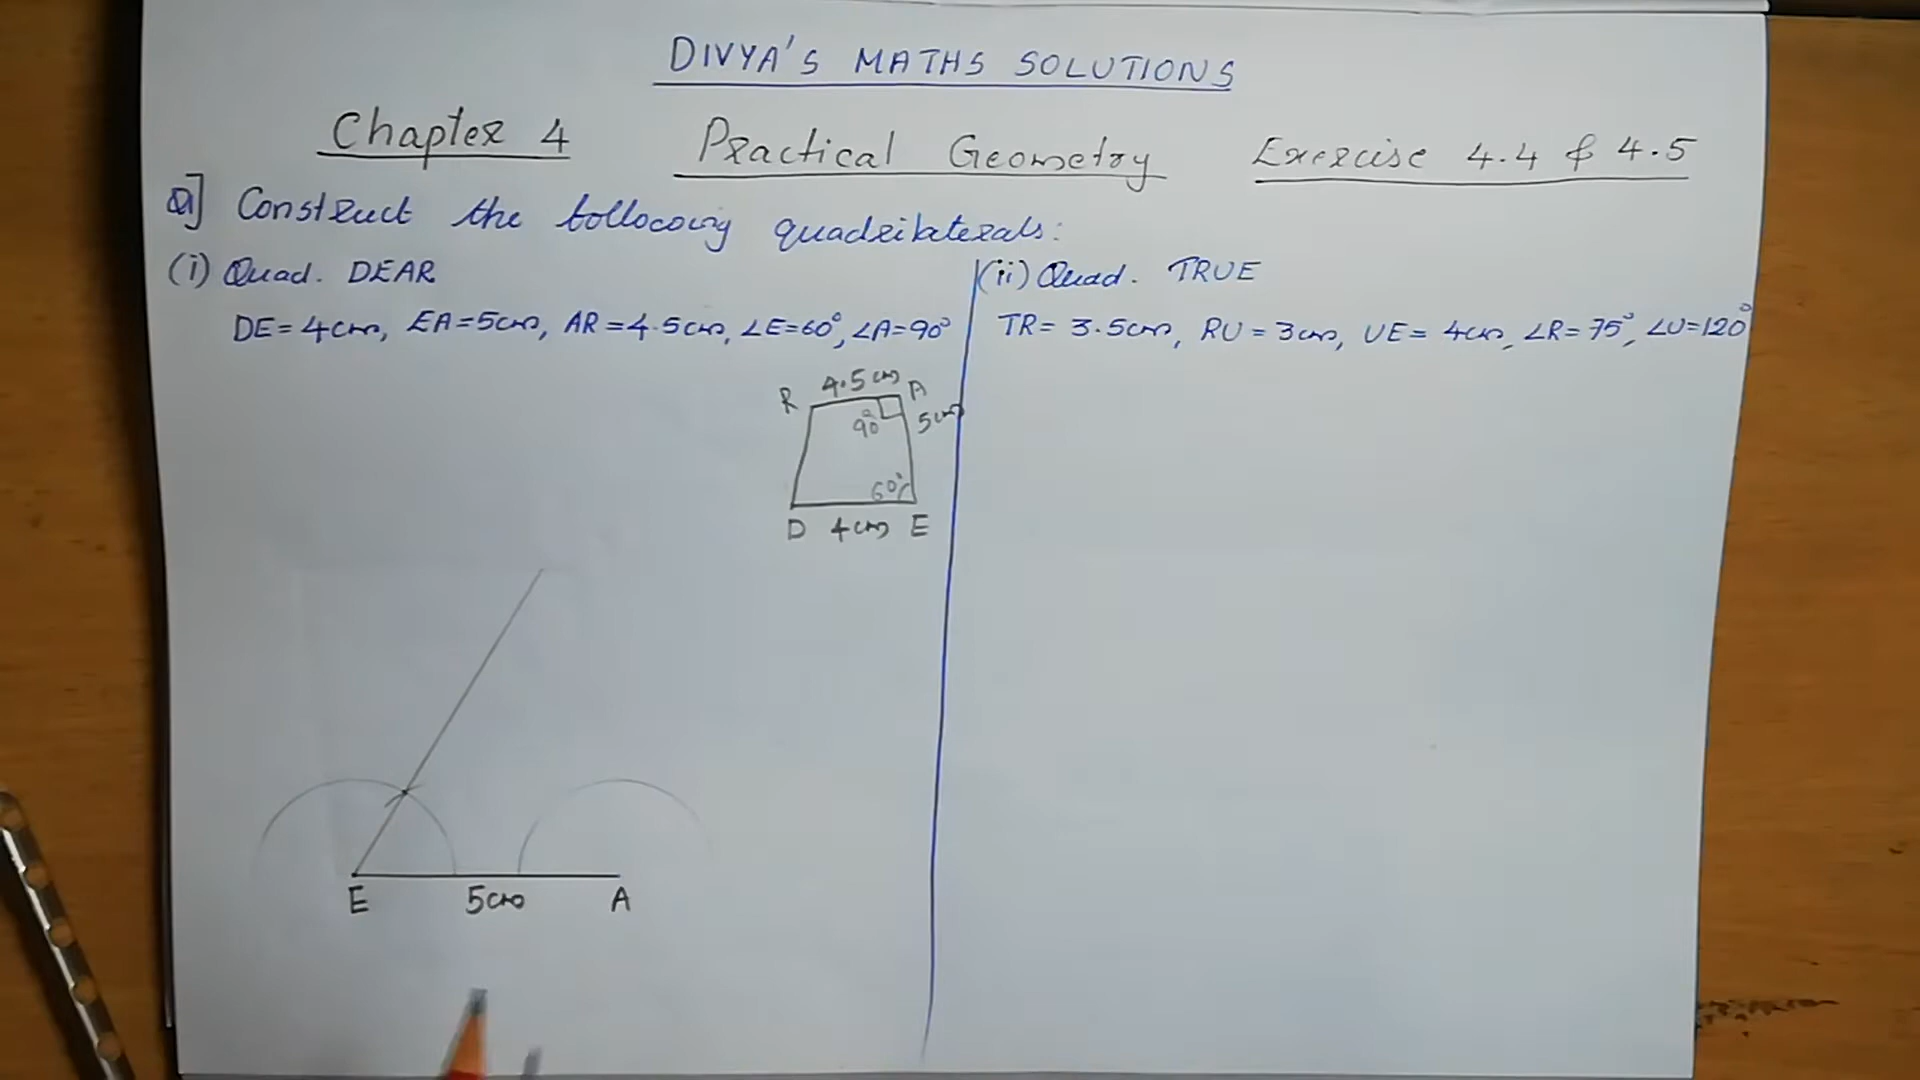 DIVYA'S MATHS SOLUTIONS
Chapter 4 Practical Geometry Exercise 4.4 & 4.5
Q1] Construct the following quadrilaterals:
(i) Quad. DEAR
DE = 4cm, EA = 5cm, AR = 4.5cm, ∠E = 60°, ∠A = 90°
(ii) Quad. TRUE
TR = 3.5cm, RU = 3cm, UE = 4cm, ∠R = 75°, ∠U = 120°
R 4.5cm A
90° 5cm
60°
D 4cm E
E 5cm A